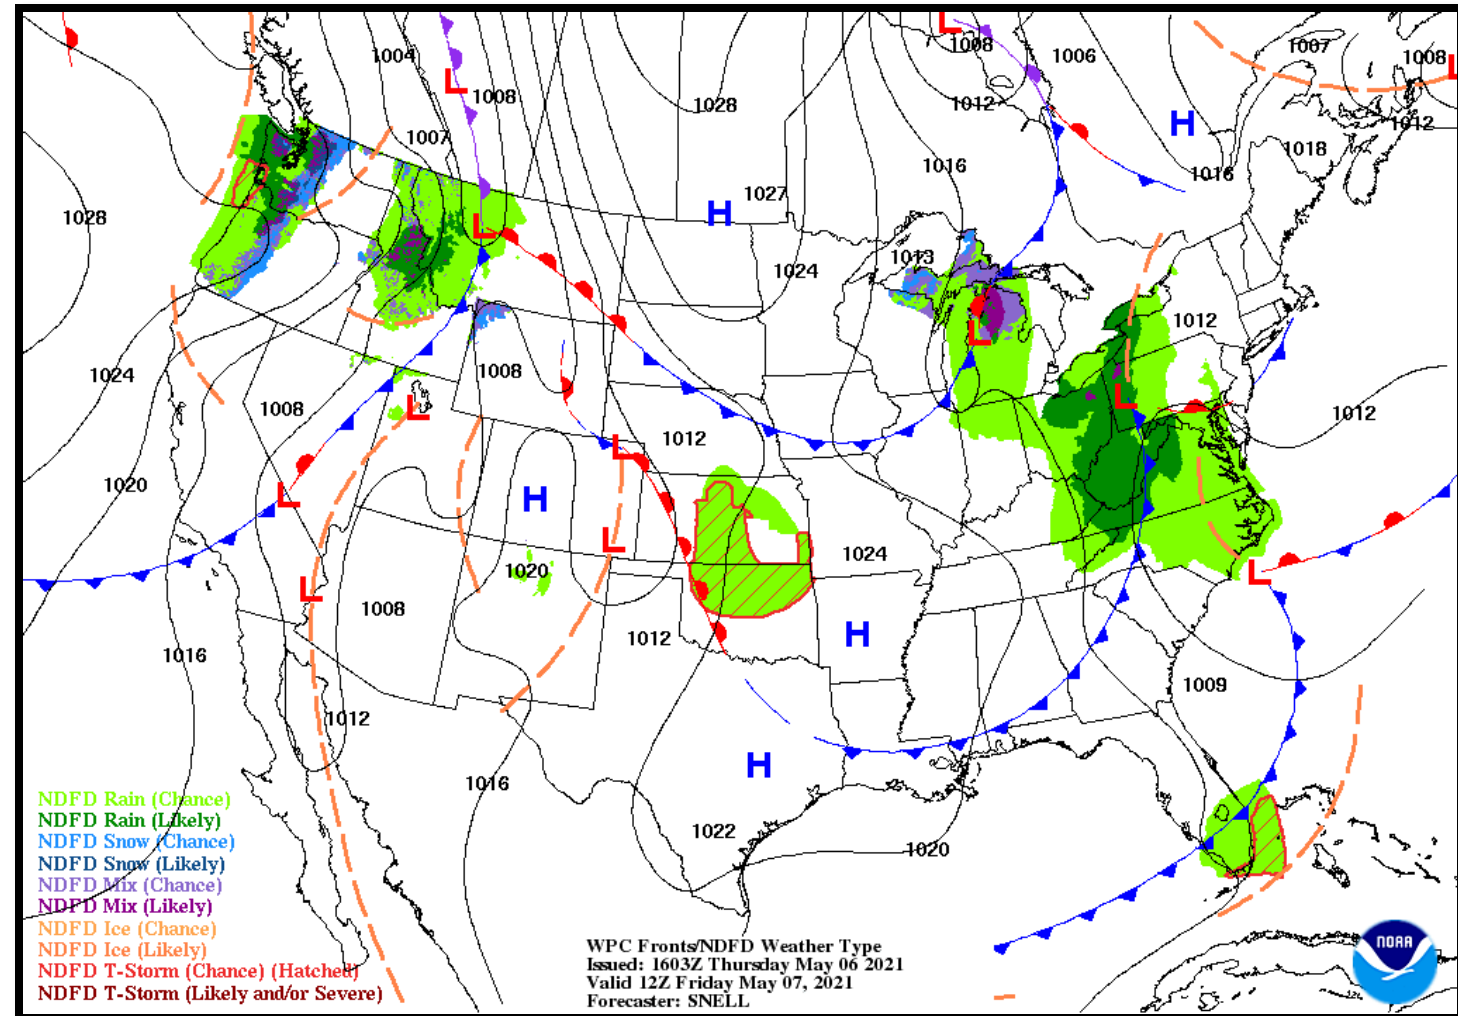 1004
1008
1007
1028
1008
1006
1007
1008
1012
1012
H
1018
1016
1016
1027
H
1028
1024
1013
1012
1024
1008
1008
1012
1012
1020
H
1020
1024
1008
1012
H
1016
1009
1012
H
1016
1022
1020
L
L
L
L
L
L
L
L
L
L
L
L
L
NDFD Rain (Chance)
NDFD Rain (Likely)
NDFD Snow (Chance)
NDFD Snow (Likely)
NDFD Mix (Chance)
NDFD Mix (Likely)
NDFD Ice (Chance)
NDFD Ice (Likely)
NDFD T-Storm (Chance) (Hatched)
NDFD T-Storm (Likely and/or Severe)
WPC Fronts/NDFD Weather Type
Issued: 1603Z Thursday May 06 2021
Valid 12Z Friday May 07, 2021
Forecaster: SNELL
NOAA